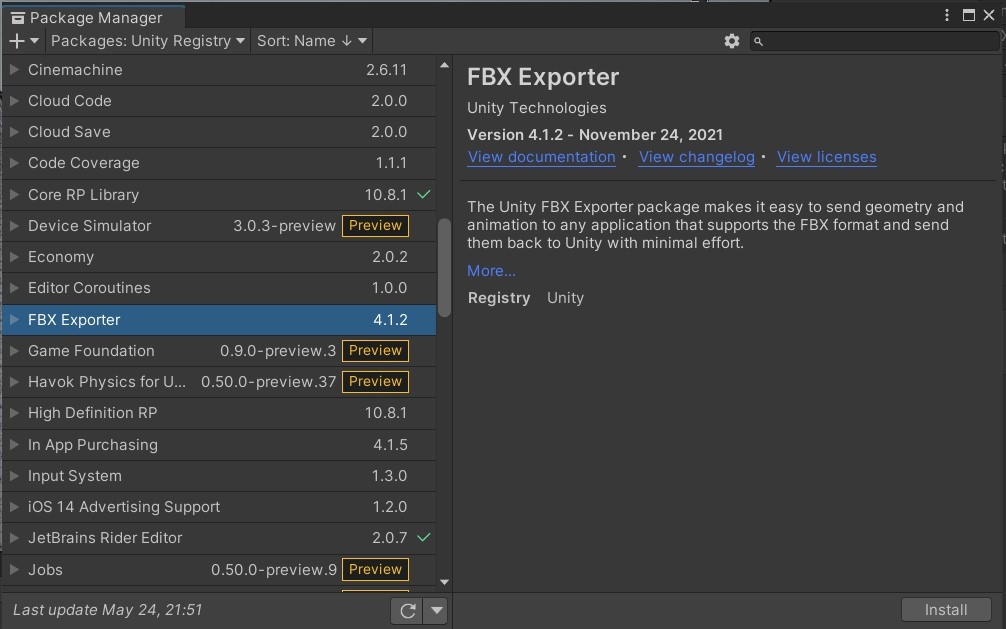 Package Manager
Packages: Unity Registry Sort: Name ↓
Cinemachine 2.6.11
Cloud Code 2.0.0
Cloud Save 2.0.0
Code Coverage 1.1.1
Core RP Library 10.8.1 ✓
Device Simulator 3.0.3-preview Preview
Economy 2.0.2
Editor Coroutines 1.0.0
FBX Exporter 4.1.2
Game Foundation 0.9.0-preview.3 Preview
Havok Physics for U... 0.50.0-preview.37 Preview
High Definition RP 10.8.1
In App Purchasing 4.1.5
Input System 1.3.0
iOS 14 Advertising Support 1.2.0
JetBrains Rider Editor 2.0.7 ✓
Jobs 0.50.0-preview.9 Preview
Last update May 24, 21:51
FBX Exporter
Unity Technologies
Version 4.1.2 - November 24, 2021
View documentation • View changelog • View licenses
The Unity FBX Exporter package makes it easy to send geometry and
animation to any application that supports the FBX format and send
them back to Unity with minimal effort.
More...
Registry Unity
Install